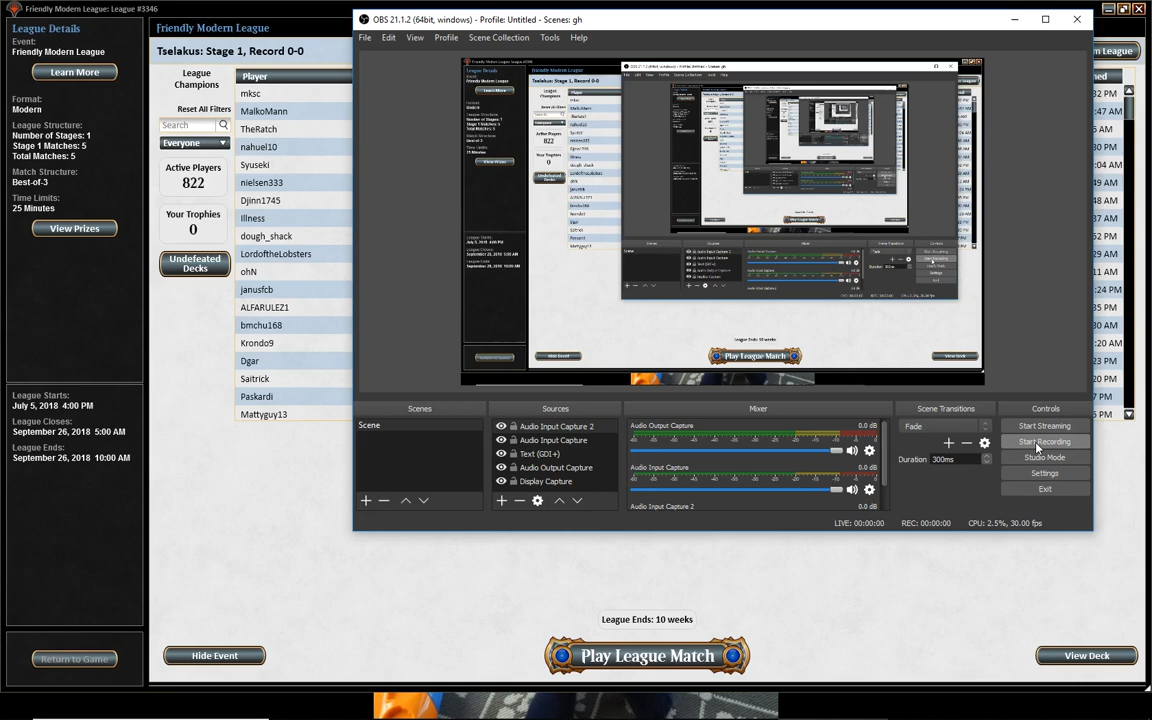 Friendly Modern League: League #3346
League Details
Event:
Friendly Modern League
Learn More
Format:
Modern
League Structure:
Number of Stages: 1
Stage 1 Matches: 5
Total Matches: 5
Match Structure:
Best-of-3
Time Limits:
25 Minutes
View Prizes
League Starts:
July 5, 2018 4:00 PM
League Closes:
September 26, 2018 5:00 AM
League Ends:
September 26, 2018 10:00 AM
Return to Game
Friendly Modern League
Tselakus: Stage 1, Record 0-0
League
League
Champions
Reset All Filters
Search
Everyone
Active Players
822
Your Trophies
0
Undefeated
Decks
Player
mksc
MalkoMann
TheRatch
nahuel10
Syuseki
nielsen333
Djinn1745
Illness
dough_shack
LordoftheLobsters
ohN
janusfcb
ALFARULEZ1
bmchu168
Krondo9
Dgar
Saitrick
Paskardi
Mattyguy13
OBS 21.1.2 (64bit, windows) - Profile: Untitled - Scenes: gh
File Edit View Profile Scene Collection Tools Help
Scenes
Scene
Sources
Audio Input Capture 2
Audio Input Capture
Text (GDI+)
Audio Output Capture
Display Capture
Mixer
Audio Output Capture 0.0 dB
Audio Input Capture 0.0 dB
Audio Input Capture 2 0.0 dB
Scene Transitions
Fade
Duration 300ms
Controls
Start Streaming
Start Recording
Studio Mode
Settings
Exit
LIVE: 00:00:00 REC: 00:00:00 CPU: 2.5%, 30.00 fps
League Ends: 10 weeks
Hide Event
Play League Match
View Deck